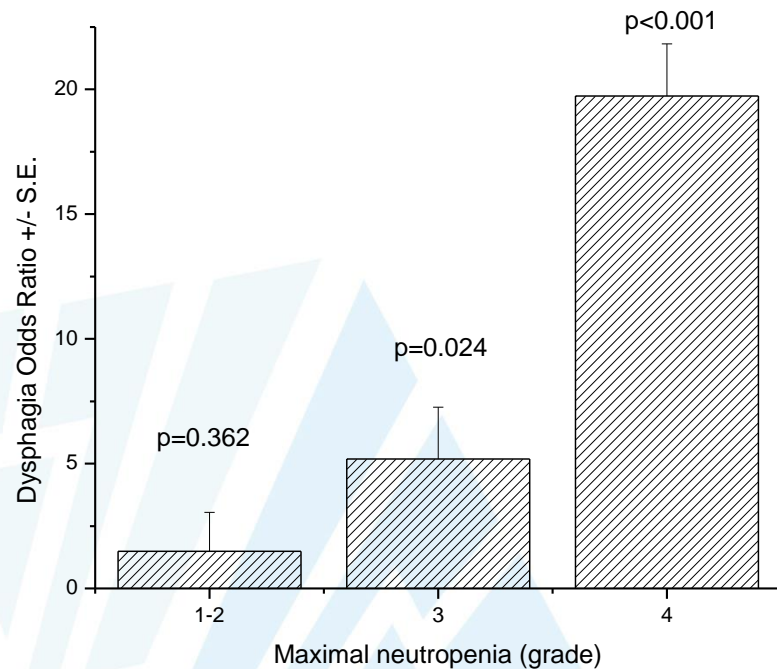 p<0.001
20
15
10
5
0
p=0.024
p=0.362
Dysphagia Odds Ratio +/- S.E.
1-2
3
4
Maximal neutropenia (grade)